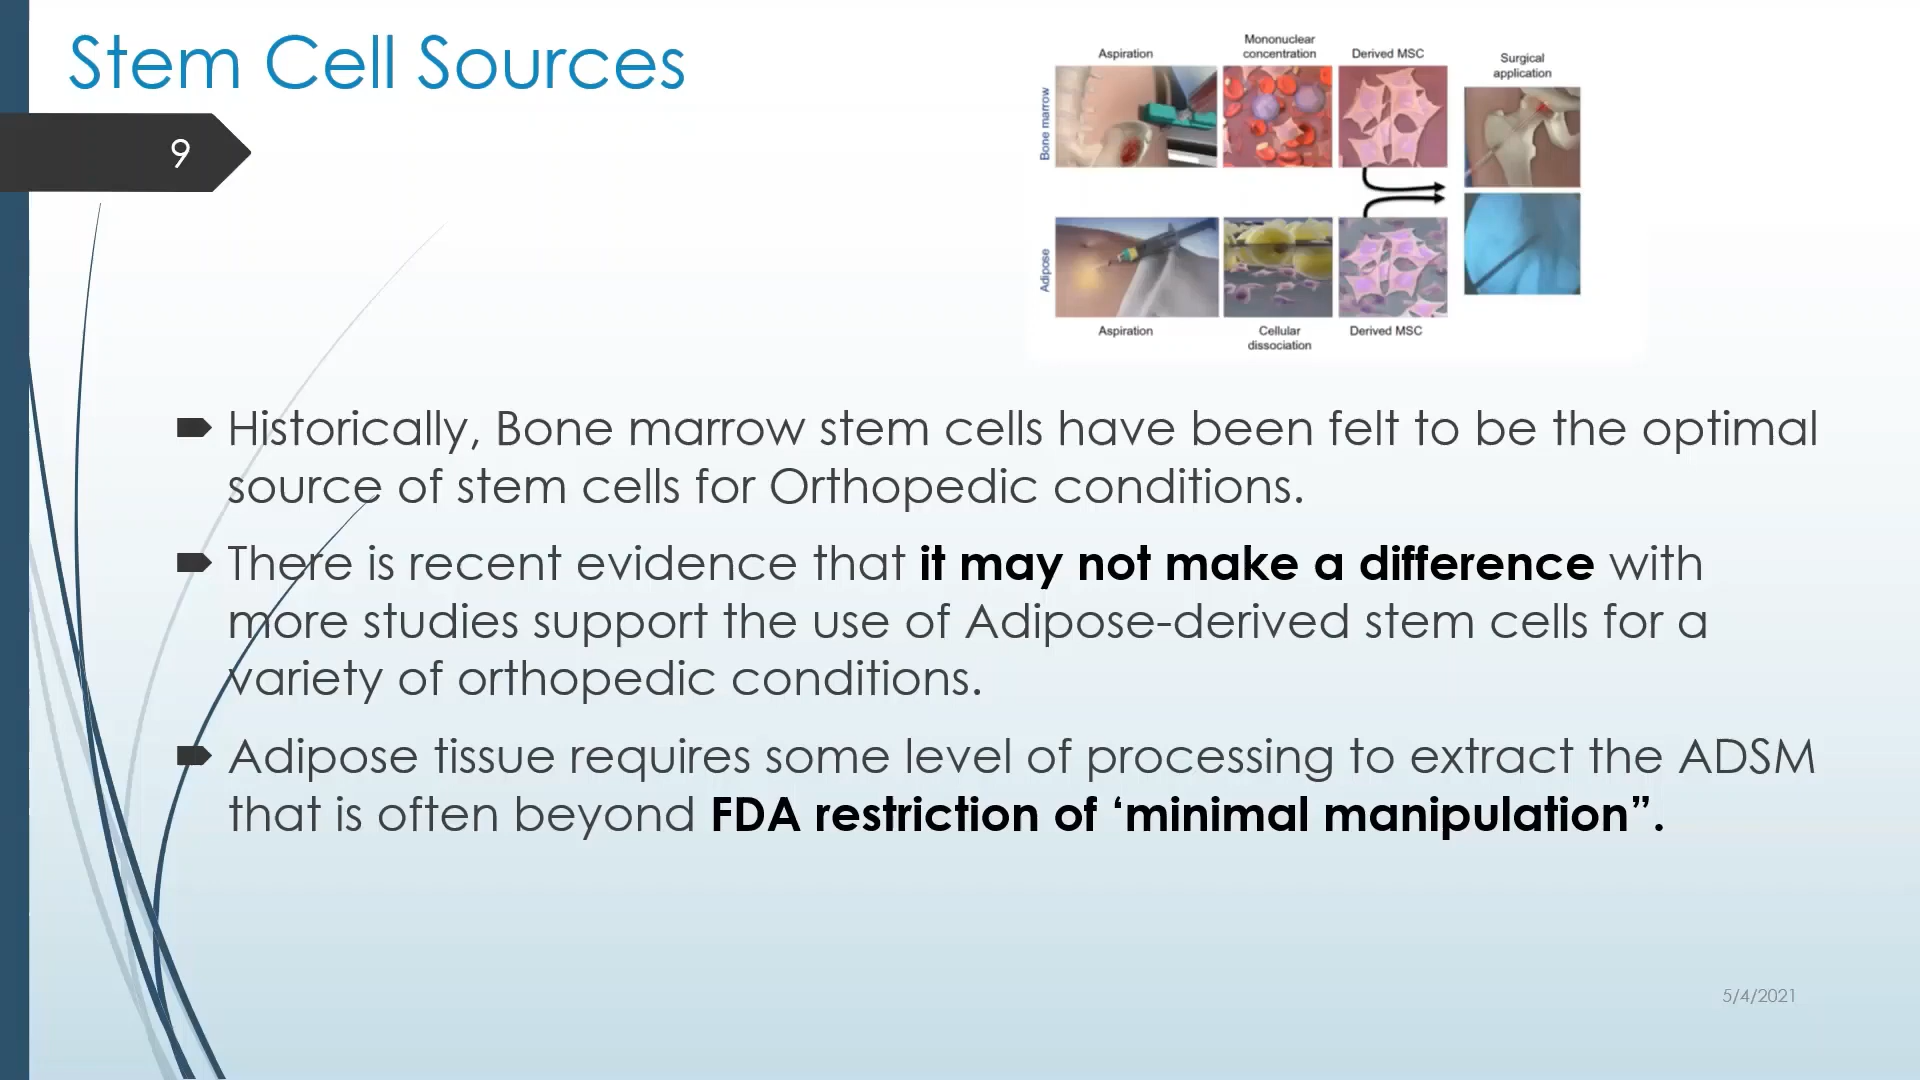 Stem Cell Sources
9
Aspiration
Mononuclear
concentration
Derived MSC
Surgical
application
Bone marrow
Adipose
Aspiration
Cellular
dissociation
Derived MSC
Historically, Bone marrow stem cells have been felt to be the optimal
source of stem cells for Orthopedic conditions.
There is recent evidence that it may not make a difference with
more studies support the use of Adipose-derived stem cells for a
variety of orthopedic conditions.
Adipose tissue requires some level of processing to extract the ADSM
that is often beyond FDA restriction of ‘minimal manipulation”.
5/4/2021